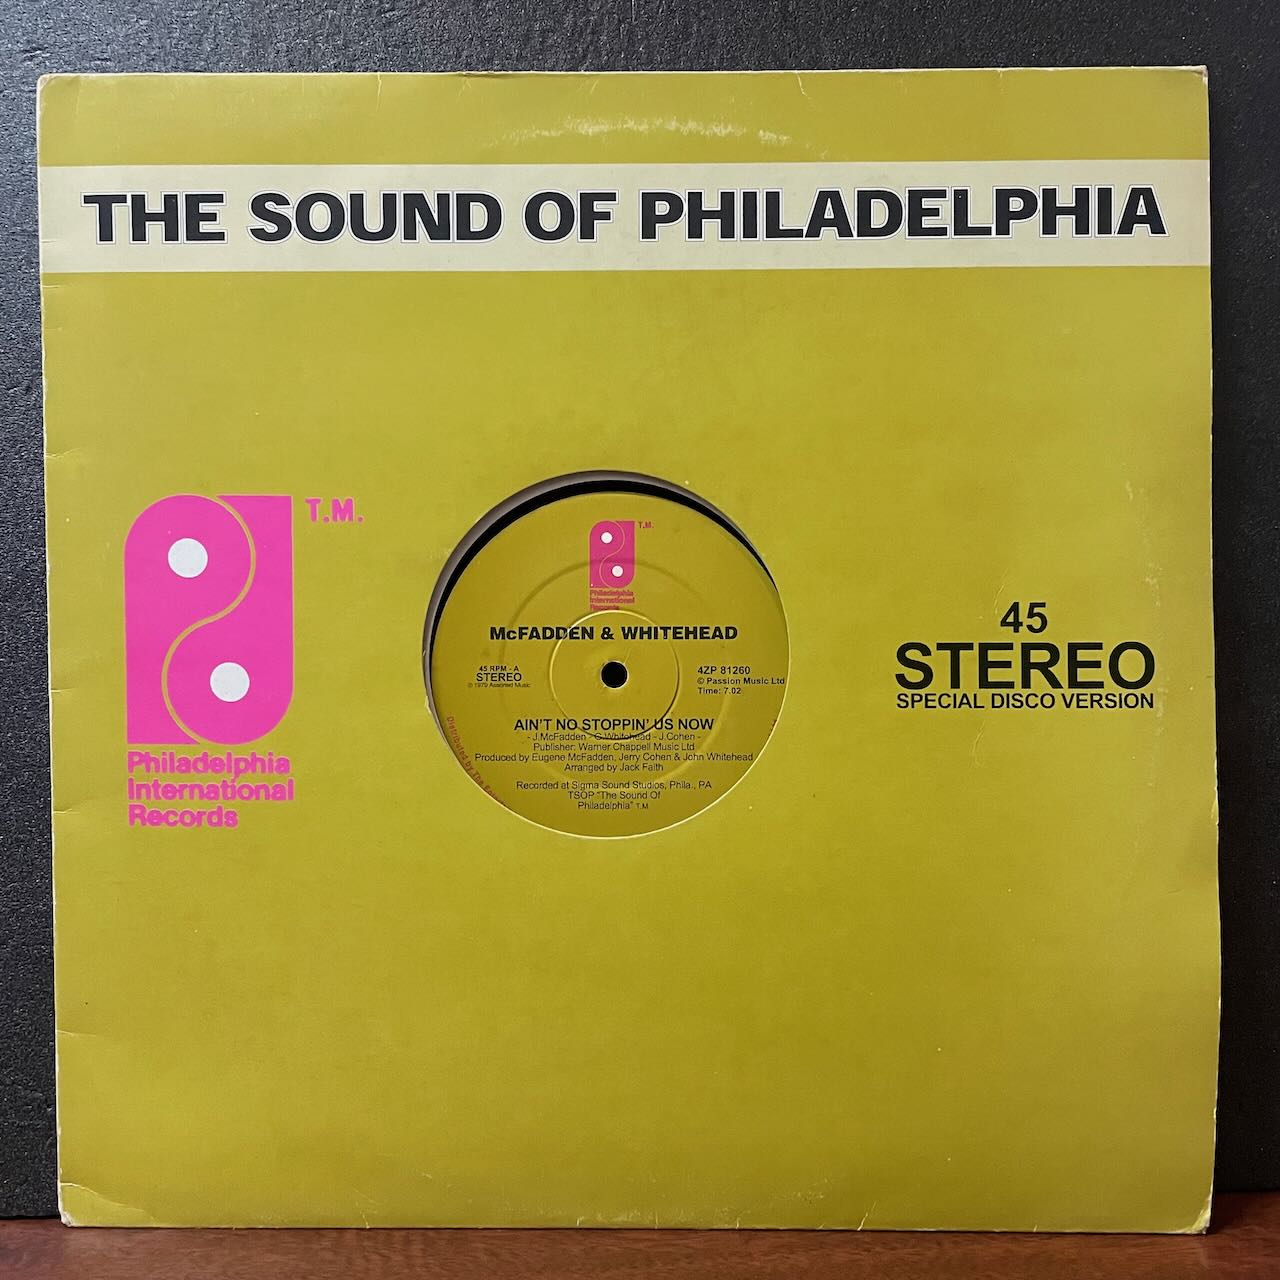 THE SOUND OF PHILADELPHIA
T.M.
Philadelphia
International
Records
T.M.
Philadelphia
International
Records
McFADDEN & WHITEHEAD
45 RPM - A
STEREO
℗ 1979 Assorted Music
4ZP 81260
© Passion Music Ltd
Time: 7.02
AIN'T NO STOPPIN' US NOW
- J.McFadden - G.Whitehead - J.Cohen -
Publisher: Warner Chappell Music Ltd
Produced by Eugene McFadden, Jerry Cohen & John Whitehead
Arranged by Jack Faith
Recorded at Sigma Sound Studios, Phila., PA
TSOP "The Sound Of
Philadelphia" T.M
Distributed by The
45
STEREO
SPECIAL DISCO VERSION